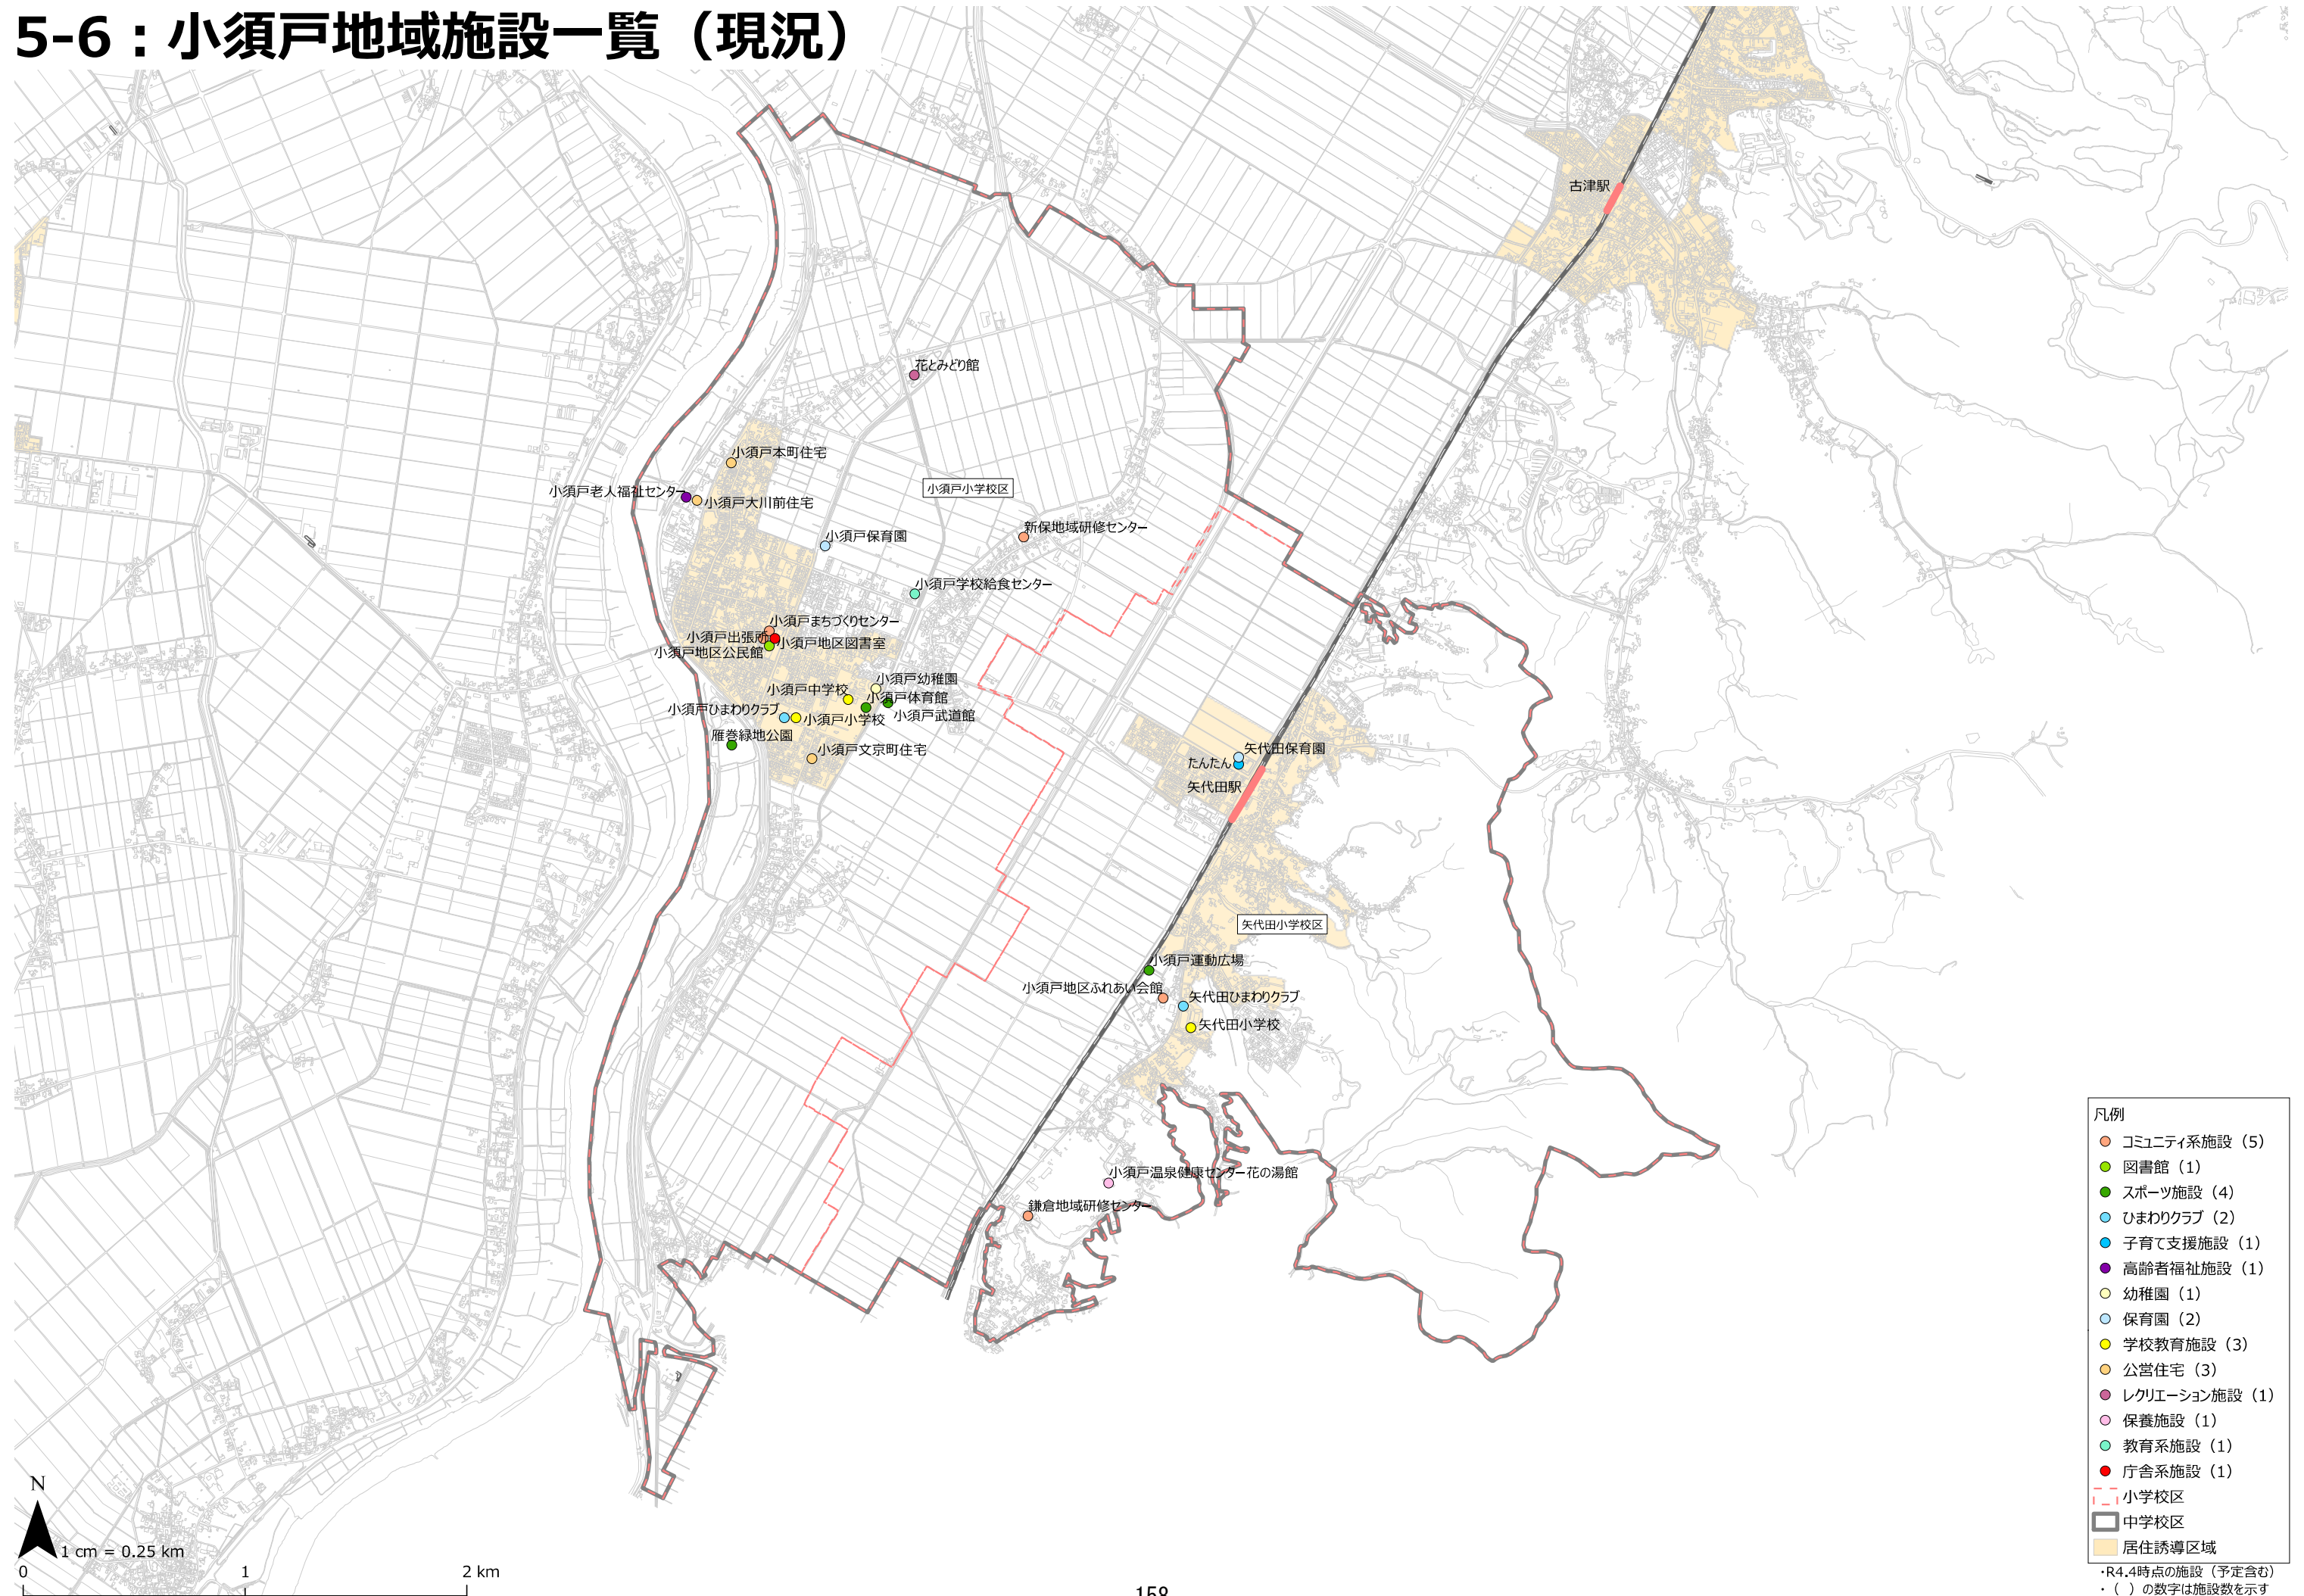 5-6：小須戸地域施設一覧（現況）
古津駅
花とみどり館
小須戸本町住宅
小須戸老人福祉センター
小須戸大川前住宅
小須戸小学校区
新保地域研修センター
小須戸保育園
小須戸学校給食センター
小須戸まちづくりセンター
小須戸出張所
小須戸地区図書室
小須戸地区公民館
小須戸幼稚園
小須戸中学校
小須戸体育館
小須戸ひまわりクラブ
小須戸小学校
小須戸武道館
雁巻緑地公園
小須戸文京町住宅
矢代田保育園
たんたん
矢代田駅
矢代田小学校区
小須戸運動広場
小須戸地区ふれあい会館
矢代田ひまわりクラブ
矢代田小学校
小須戸温泉健康センター花の湯館
鎌倉地域研修センター
凡例
コミュニティ系施設（5）
図書館（1）
スポーツ施設（4）
ひまわりクラブ（2）
子育て支援施設（1）
高齢者福祉施設（1）
幼稚園（1）
保育園（2）
学校教育施設（3）
公営住宅（3）
レクリエーション施設（1）
保養施設（1）
教育系施設（1）
庁舎系施設（1）
小学校区
中学校区
居住誘導区域
・R4.4時点の施設（予定含む）
・（　）の数字は施設数を示す
N
1 cm = 0.25 km
0 1 2 km
158